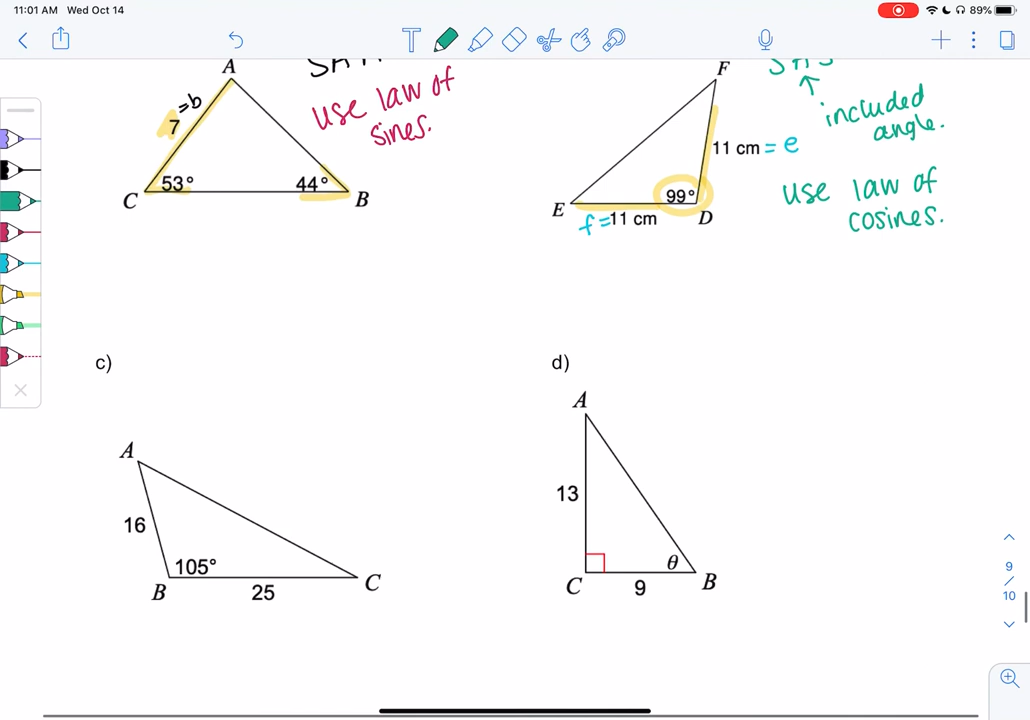 11:01 AM Wed Oct 14
89%
A
use law of
sines.
=b
7
53°
44°
C
B
F
included
angle.
11 cm = e
99°
E
f=11 cm
D
use law of
cosines.
c)
d)
A
16
105°
B
25
C
A
13
θ
C
9
B
9
/
10